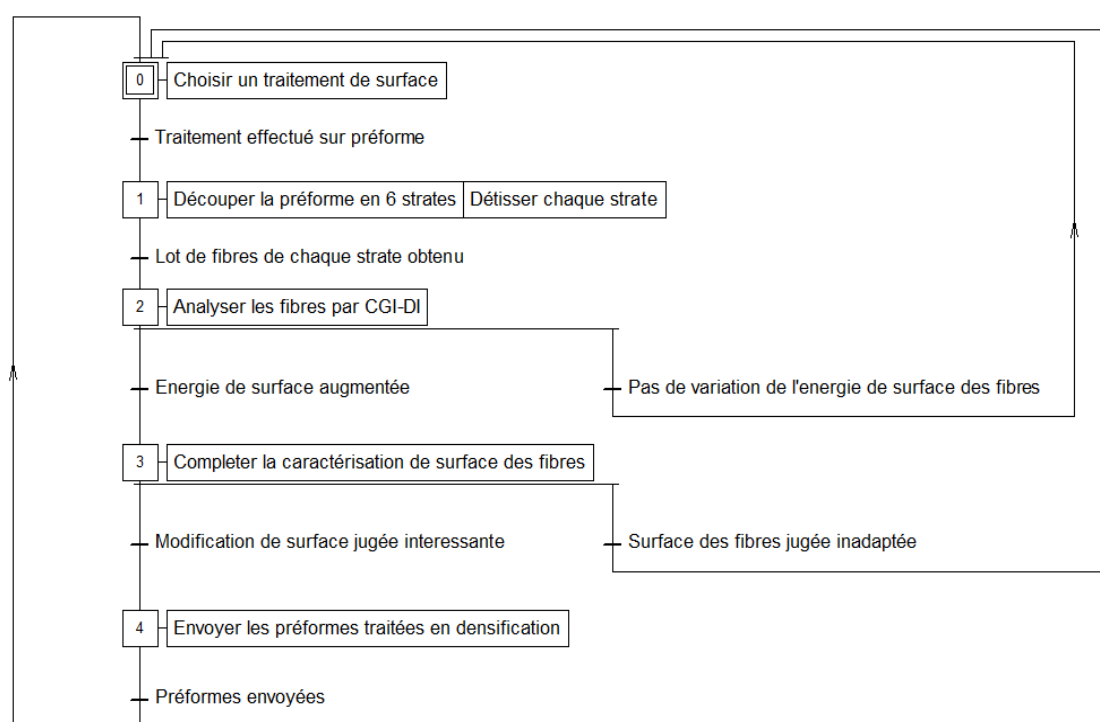 0 Choisir un traitement de surface
Traitement effectué sur préforme
1 Découper la préforme en 6 strates Détisser chaque strate
Lot de fibres de chaque strate obtenu
2 Analyser les fibres par CGI-DI
Energie de surface augmentée Pas de variation de l'energie de surface des fibres
3 Completer la caractérisation de surface des fibres
Modification de surface jugée interessante Surface des fibres jugée inadaptée
4 Envoyer les préformes traitées en densification
Préformes envoyées